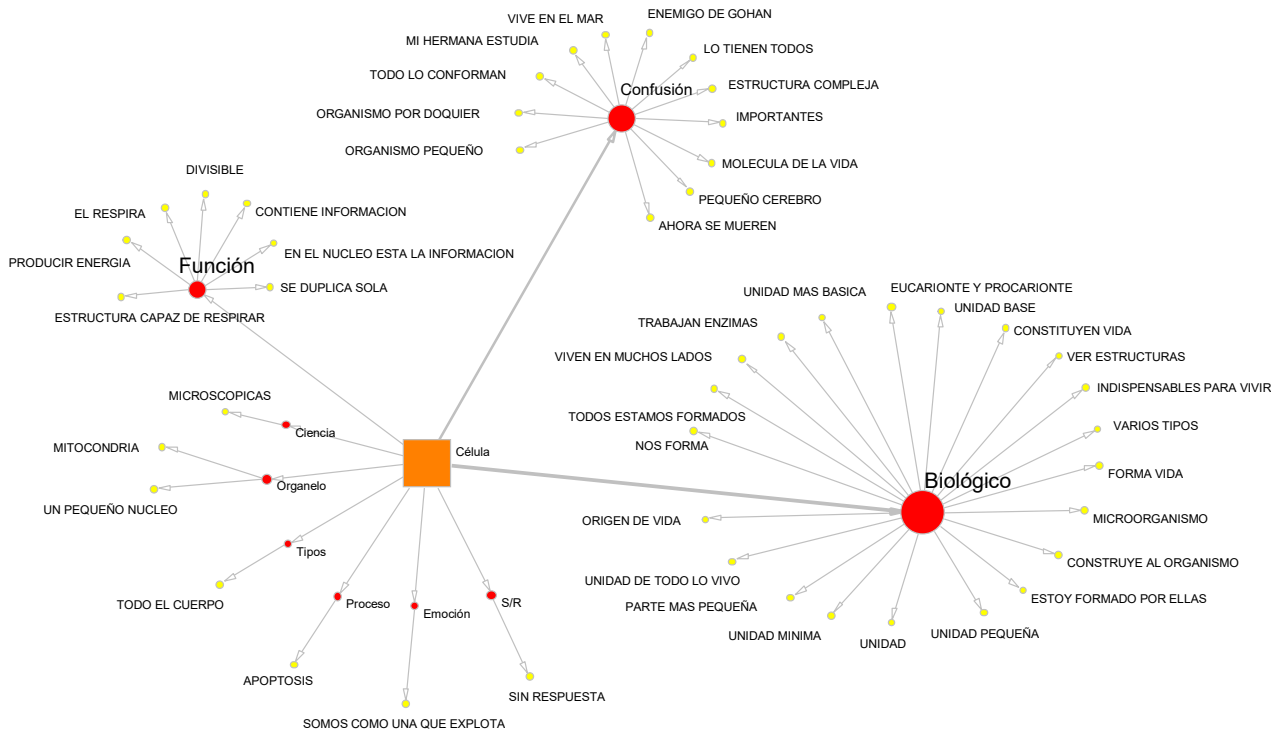 VIVE EN EL MAR
ENEMIGO DE GOHAN
MI HERMANA ESTUDIA
LO TIENEN TODOS
TODO LO CONFORMAN
Confusión
ESTRUCTURA COMPLEJA
ORGANISMO POR DOQUIER
IMPORTANTES
ORGANISMO PEQUEÑO
MOLECULA DE LA VIDA
PEQUEÑO CEREBRO
AHORA SE MUEREN
DIVISIBLE
EL RESPIRA
CONTIENE INFORMACION
PRODUCIR ENERGIA
Función
EN EL NUCLEO ESTA LA INFORMACION
SE DUPLICA SOLA
ESTRUCTURA CAPAZ DE RESPIRAR
UNIDAD MAS BASICA
EUCARIONTE Y PROCARIONTE
UNIDAD BASE
TRABAJAN ENZIMAS
CONSTITUYEN VIDA
VIVEN EN MUCHOS LADOS
VER ESTRUCTURAS
INDISPENSABLES PARA VIVIR
TODOS ESTAMOS FORMADOS
VARIOS TIPOS
NOS FORMA
FORMA VIDA
Biológico
ORIGEN DE VIDA
MICROORGANISMO
CONSTRUYE AL ORGANISMO
UNIDAD DE TODO LO VIVO
ESTOY FORMADO POR ELLAS
PARTE MAS PEQUEÑA
UNIDAD MINIMA
UNIDAD
UNIDAD PEQUEÑA
MICROSCOPICAS
Ciencia
MITOCONDRIA
Célula
Organelo
UN PEQUEÑO NUCLEO
Tipos
TODO EL CUERPO
Proceso
Emoción
S/R
APOPTOSIS
SIN RESPUESTA
SOMOS COMO UNA QUE EXPLOTA